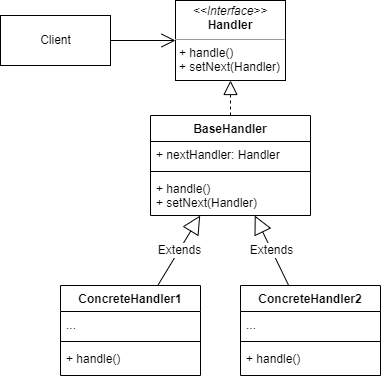 Client
<<Interface>>
Handler
+ handle()
+ setNext(Handler)
BaseHandler
+ nextHandler: Handler
+ handle()
+ setNext(Handler)
Extends
Extends
ConcreteHandler1
...
+ handle()
ConcreteHandler2
...
+ handle()